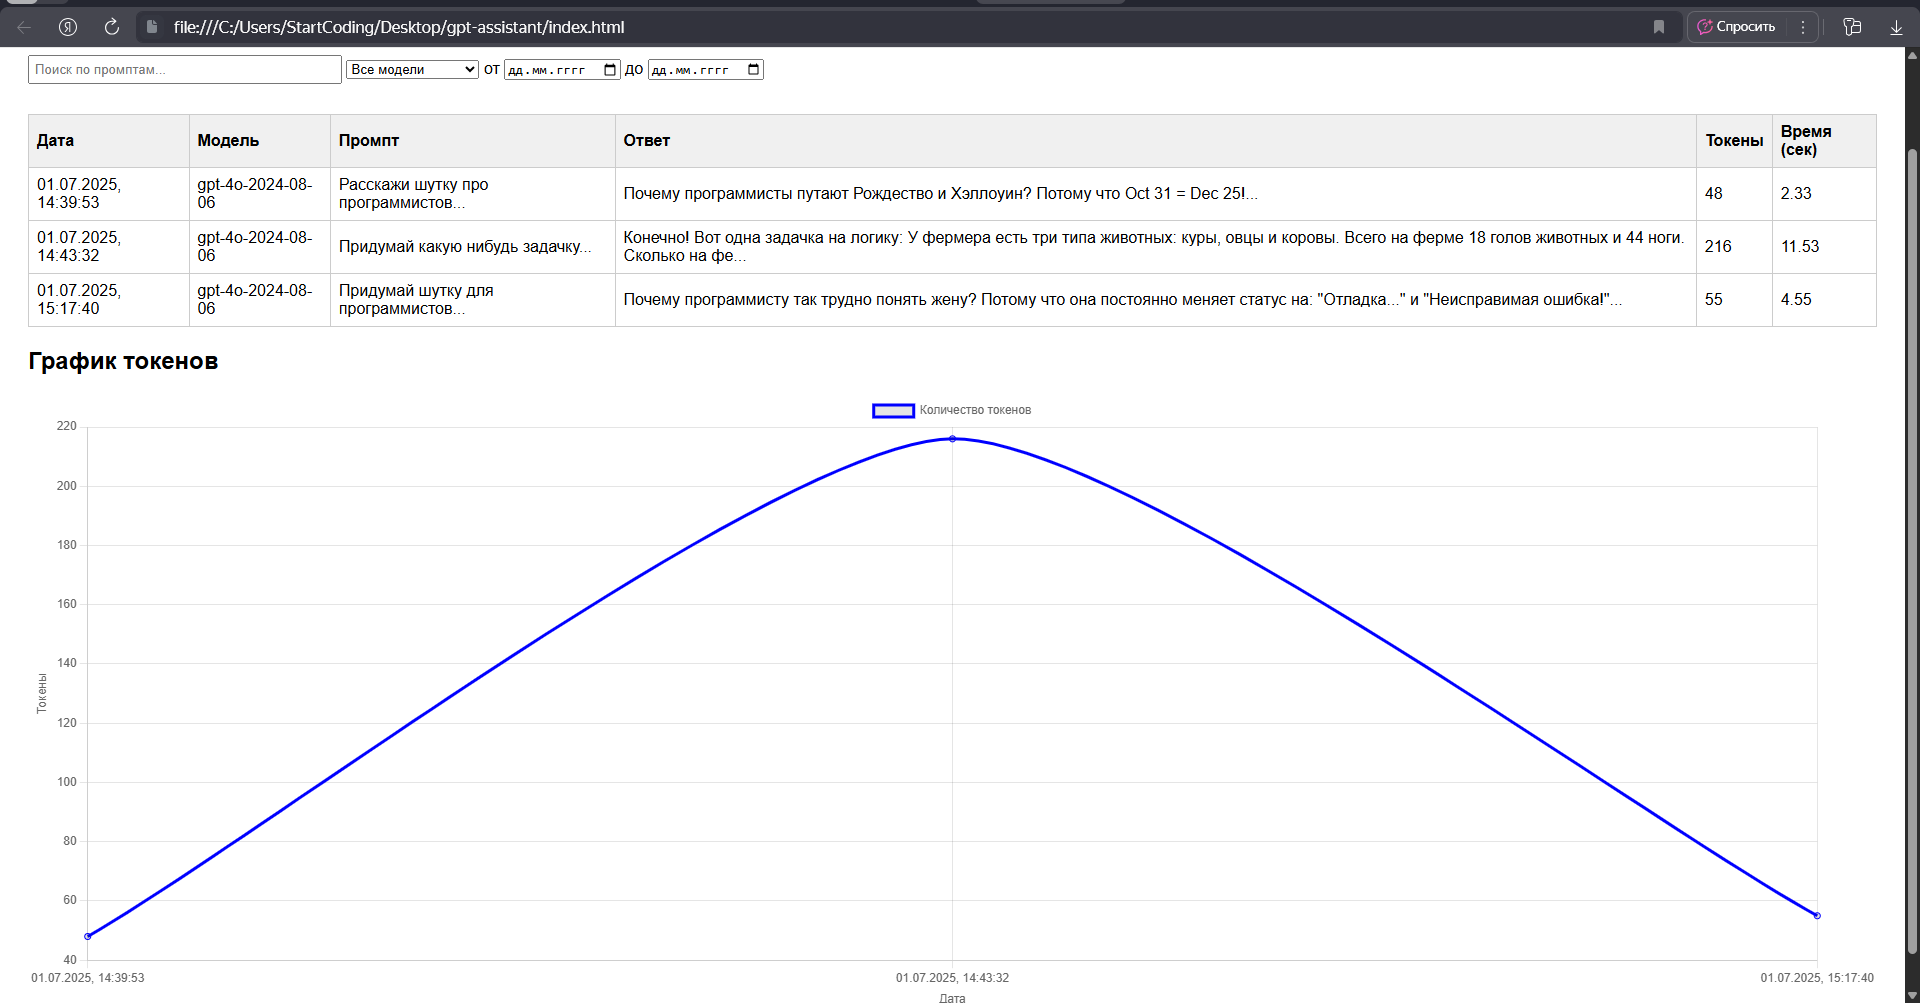 file:///C:/Users/StartCoding/Desktop/gpt-assistant/index.html
Спросить
Поиск по промптам...
Все модели
от
дд.мм.гггг
до
дд.мм.гггг
Дата
Модель
Промпт
Ответ
Токены
Время
(сек)
01.07.2025,
14:39:53
gpt-4o-2024-08-
06
Расскажи шутку про
программистов...
Почему программисты путают Рождество и Хэллоуин? Потому что Oct 31 = Dec 25!...
48
2.33
01.07.2025,
14:43:32
gpt-4o-2024-08-
06
Придумай какую нибудь задачку...
Конечно! Вот одна задачка на логику: У фермера есть три типа животных: куры, овцы и коровы. Всего на ферме 18 голов животных и 44 ноги.
Сколько на фе...
216
11.53
01.07.2025,
15:17:40
gpt-4o-2024-08-
06
Придумай шутку для
программистов...
Почему программисту так трудно понять жену? Потому что она постоянно меняет статус на: "Отладка..." и "Неисправимая ошибка!"...
55
4.55
График токенов
Количество токенов
220
200
180
160
140
120
100
80
60
40
Токены
01.07.2025, 14:39:53
01.07.2025, 14:43:32
01.07.2025, 15:17:40
Дата